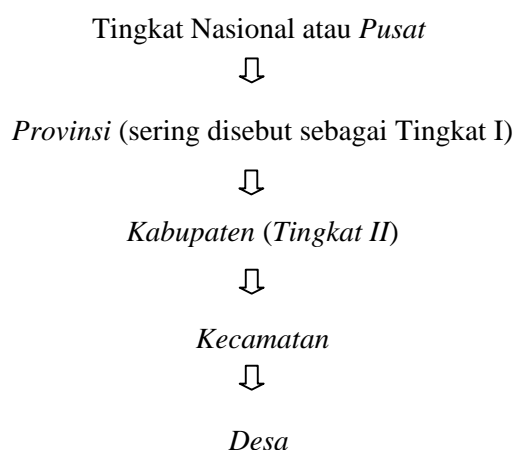 Tingkat Nasional atau Pusat
Provinsi (sering disebut sebagai Tingkat I)
Kabupaten (Tingkat II)
Kecamatan
Desa